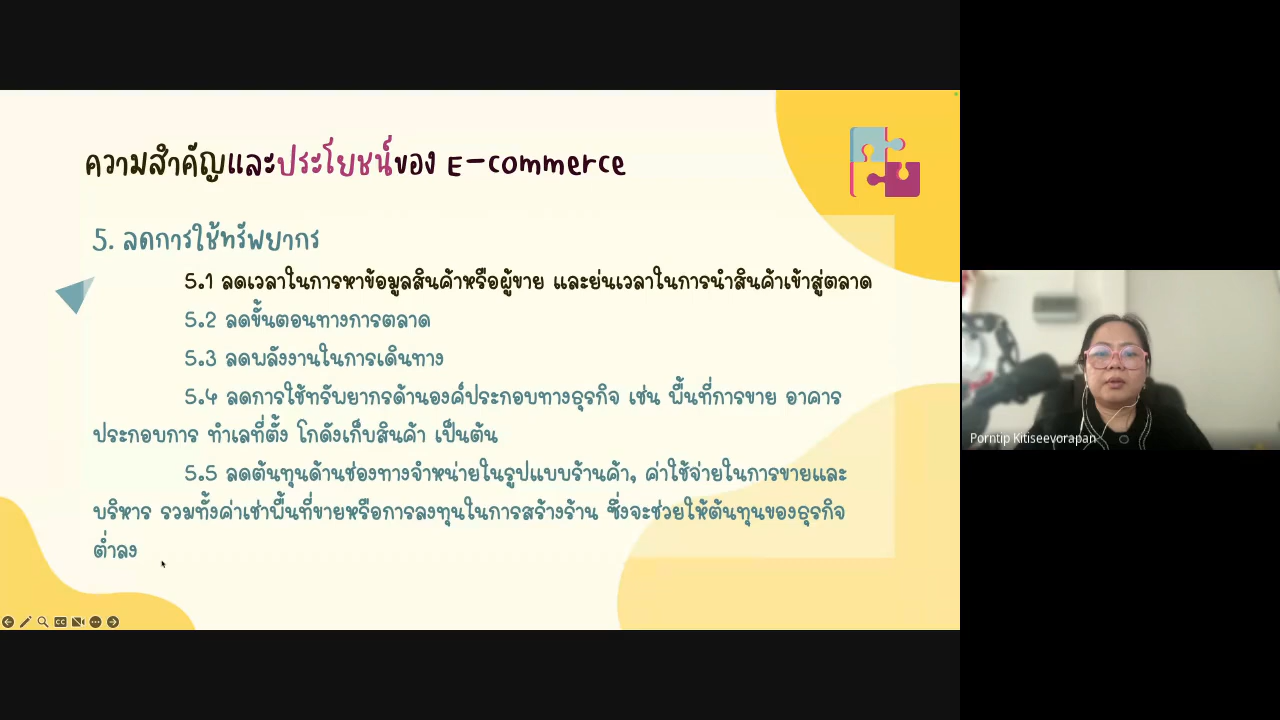 ความสำคัญและประโยชน์ของ E-commerce
5. ลดการใช้ทรัพยากร
5.1 ลดเวลาในการหาข้อมูลสินค้าหรือผู้ขาย และย่นเวลาในการนำสินค้าเข้าสู่ตลาด
5.2 ลดขั้นตอนทางการตลาด
5.3 ลดพลังงานในการเดินทาง
5.4 ลดการใช้ทรัพยากรด้านองค์ประกอบทางธุรกิจ เช่น พื้นที่การขาย อาคาร
ประกอบการ ทำเลที่ตั้ง โกดังเก็บสินค้า เป็นต้น
5.5 ลดต้นทุนด้านช่องทางจำหน่ายในรูปแบบร้านค้า, ค่าใช้จ่ายในการขายและ
บริหาร รวมทั้งค่าเช่าพื้นที่ขายหรือการลงทุนในการสร้างร้าน ซึ่งจะช่วยให้ต้นทุนของธุรกิจ
ต่ำลง
Porntip Kitiseevorapan
CC